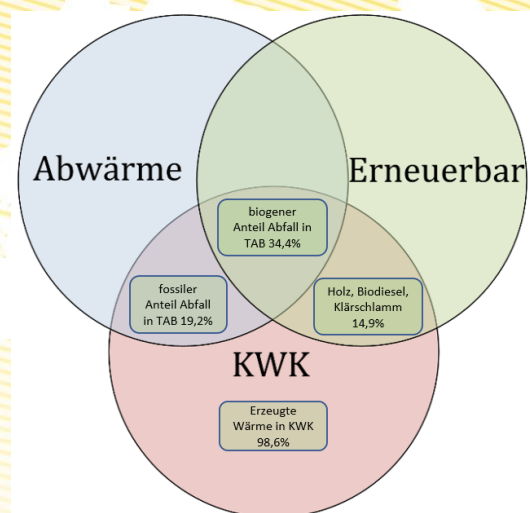 Abwärme
Erneuerbar
biogener
Anteil Abfall in
TAB 34,4%
fossiler
Anteil Abfall
in TAB 19,2%
Holz, Biodiesel,
Klärschlamm
14,9%
KWK
Erzeugte
Wärme in KWK
98,6%